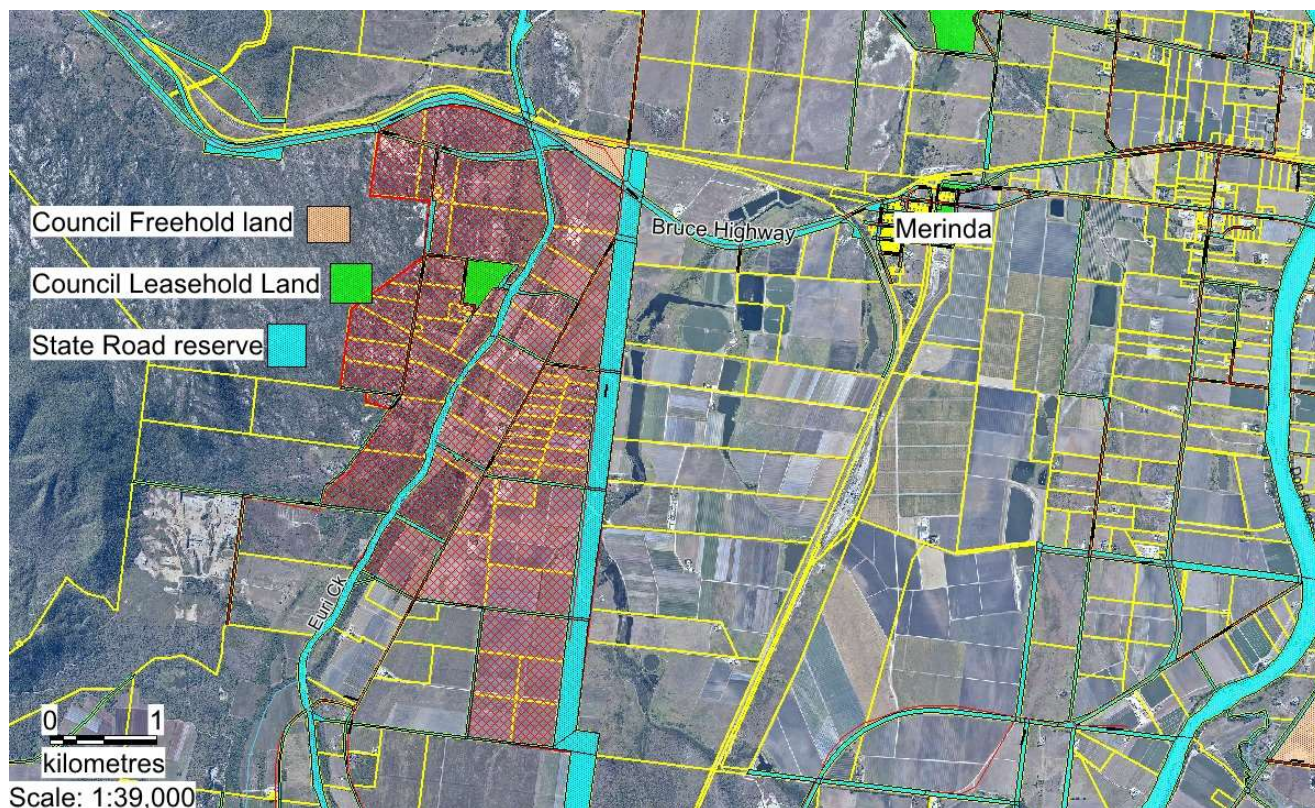 Bruce Highway
Merinda
Council Freehold land
Council Leasehold Land
State Road reserve
Euri Ck
Don
0 1
kilometres
Scale: 1:39,000